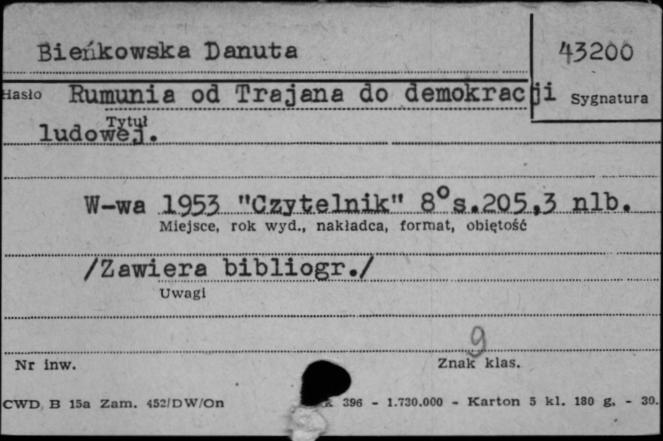 Bieńkowska Danuta 43200
Hasło Rumunia od Trajana do demokracji Sygnatura
Tytuł
ludowej.
W-wa 1953 "Czytelnik" 8° s.205,3 nlb.
Miejsce, rok wyd., nakładca, format, objętość
/Zawiera bibliogr./
Uwagi
9
Nr inw. Znak klas.
CWD B 15a Zam. 452/DW/On 396 - 1.730.000 - Karton 5 kl. 180 g. - 30.